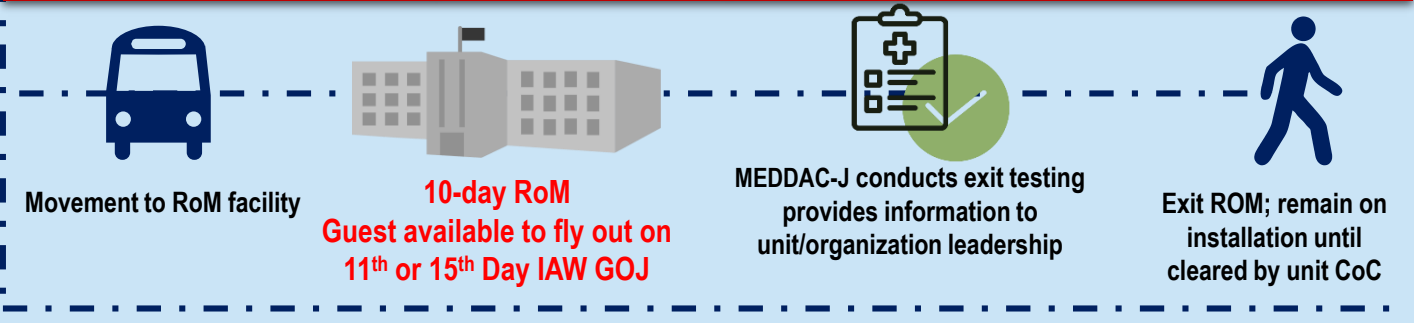 Movement to RoM facility
10-day RoM
Guest available to fly out on
11th or 15th Day IAW GOJ
MEDDAC-J conducts exit testing
provides information to
unit/organization leadership
Exit ROM; remain on
installation until
cleared by unit CoC